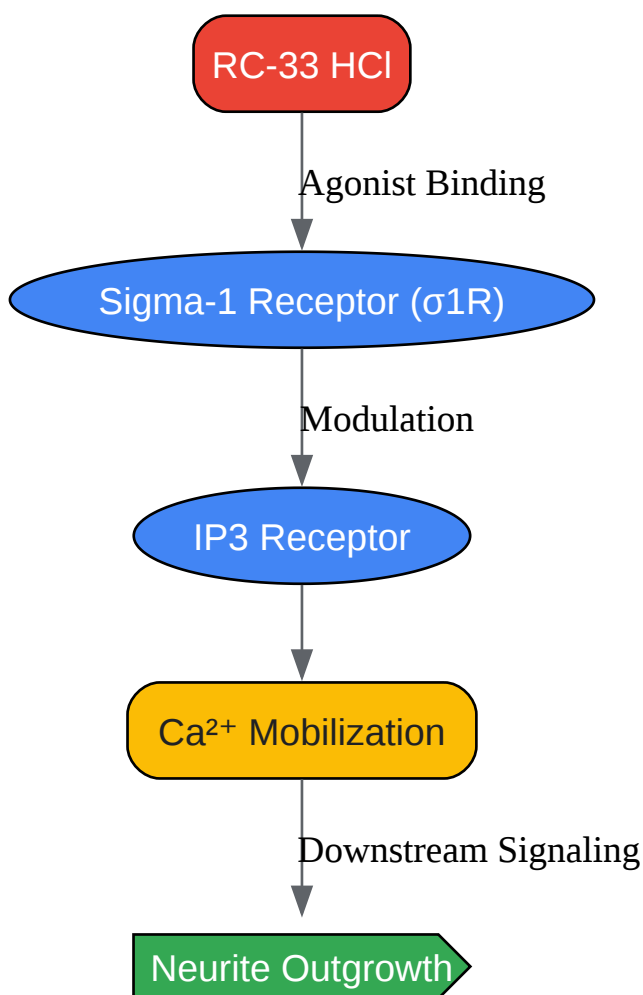 RC-33 HCl
Agonist Binding
Sigma-1 Receptor (σ1R)
Modulation
IP3 Receptor
Ca²⁺ Mobilization
Downstream Signaling
Neurite Outgrowth